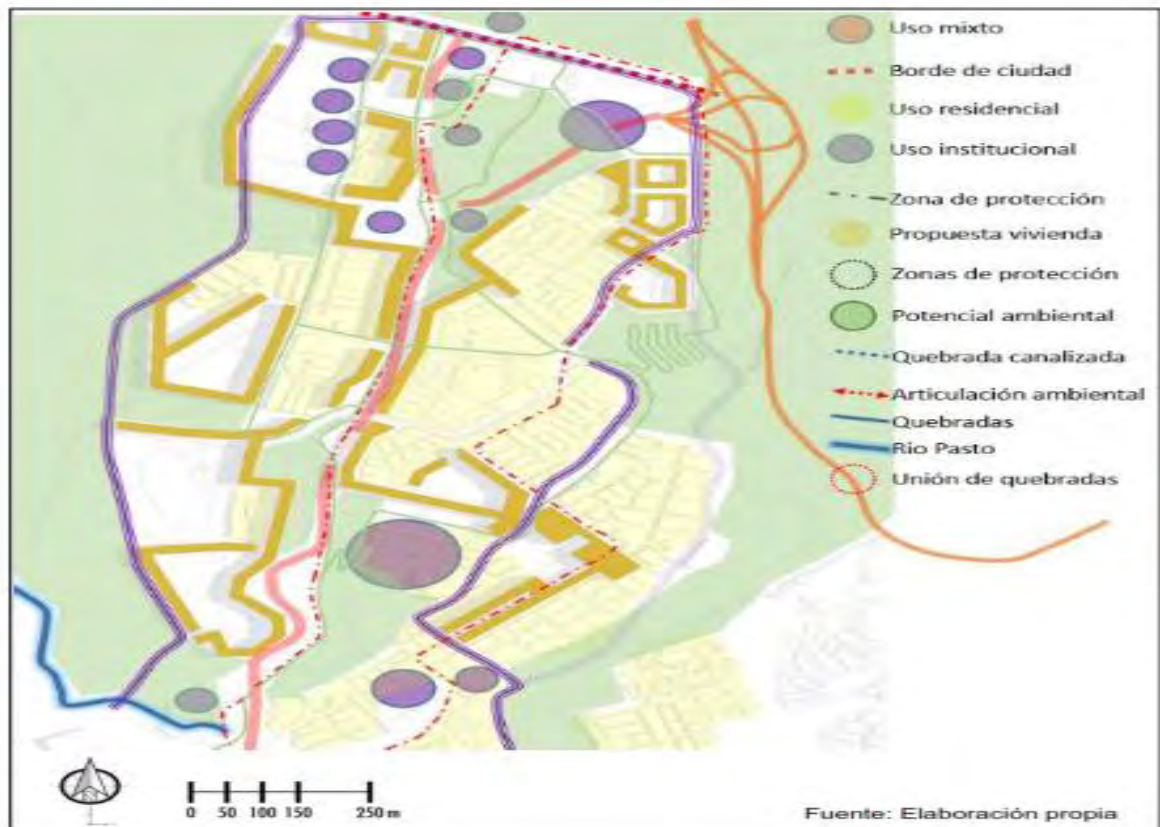 Uso mixto
Borde de ciudad
Uso residencial
Uso institucional
Zona de protección
Propuesta vivienda
Zonas de protección
Potencial ambiental
Quebrada canalizada
Articulación ambiental
Quebradas
Rio Pasto
Unión de quebradas
0 50 100 150 250 m
Fuente: Elaboración propia